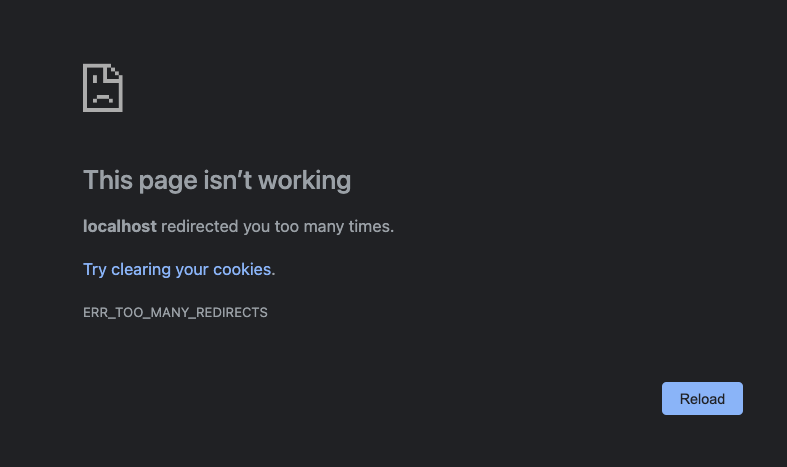 This page isn’t working
localhost redirected you too many times.
Try clearing your cookies.
ERR_TOO_MANY_REDIRECTS
Reload